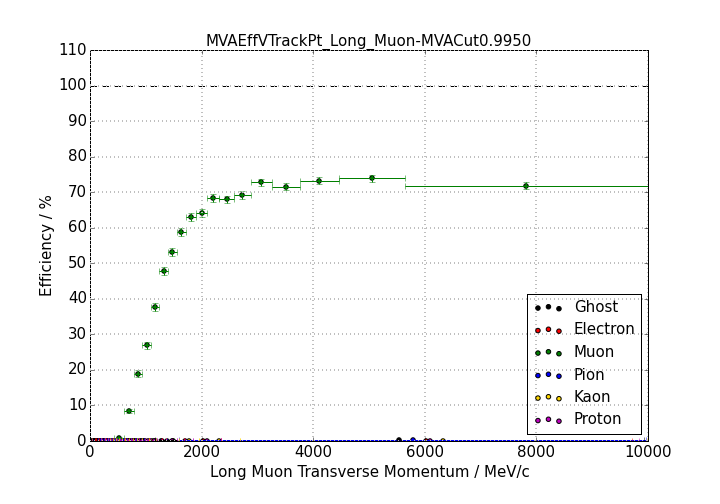 MVAEffVTrackPt_Long_Muon-MVACut0.9950
110
100
90
80
70
60
50
40
30
20
10
0
Efficiency / %
Ghost
Electron
Muon
Pion
Kaon
Proton
0 2000 4000 6000 8000 10000
Long Muon Transverse Momentum / MeV/c